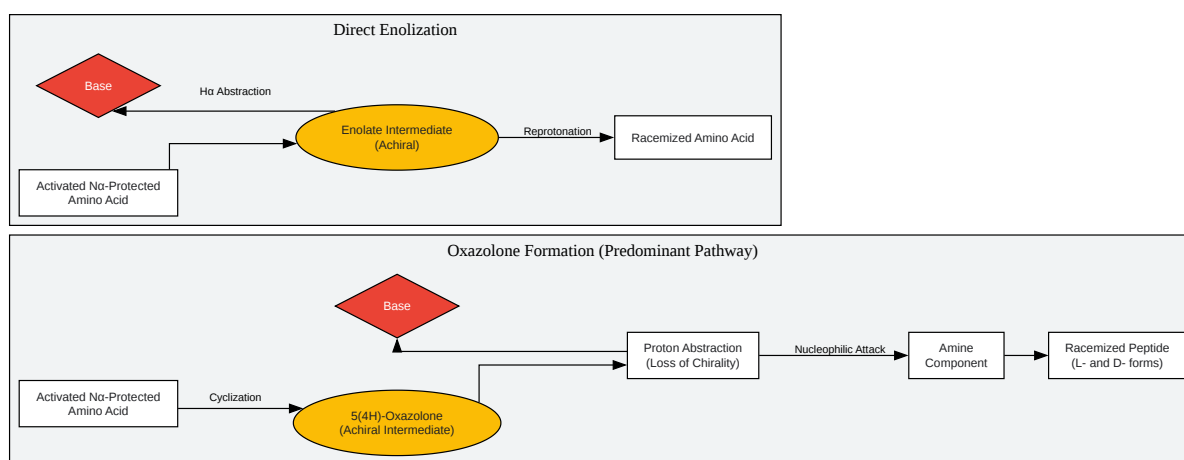 Direct Enolization
Base
Hα Abstraction
Enolate Intermediate
(Achiral)
Reprotonation
Racemized Amino Acid
Activated Nα-Protected
Amino Acid
Oxazolone Formation (Predominant Pathway)
Base
Proton Abstraction
(Loss of Chirality)
Nucleophilic Attack
Amine
Component
Racemized Peptide
(L- and D- forms)
Activated Nα-Protected
Amino Acid
Cyclization
5(4H)-Oxazolone
(Achiral Intermediate)